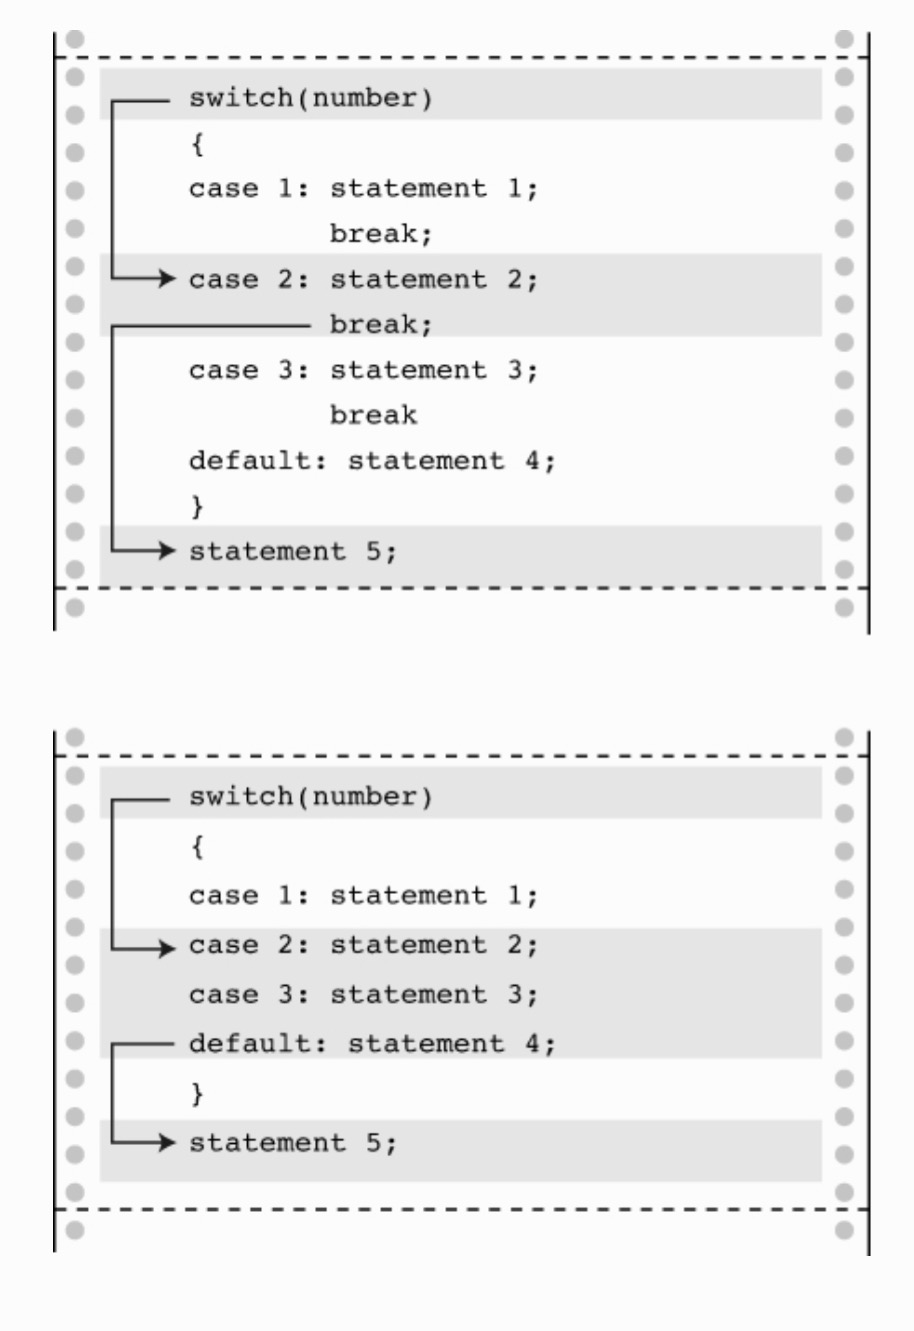 switch(number)
{
case 1: statement 1;
break;
case 2: statement 2;
break;
case 3: statement 3;
break
default: statement 4;
}
statement 5;
switch(number)
{
case 1: statement 1;
case 2: statement 2;
case 3: statement 3;
default: statement 4;
}
statement 5;